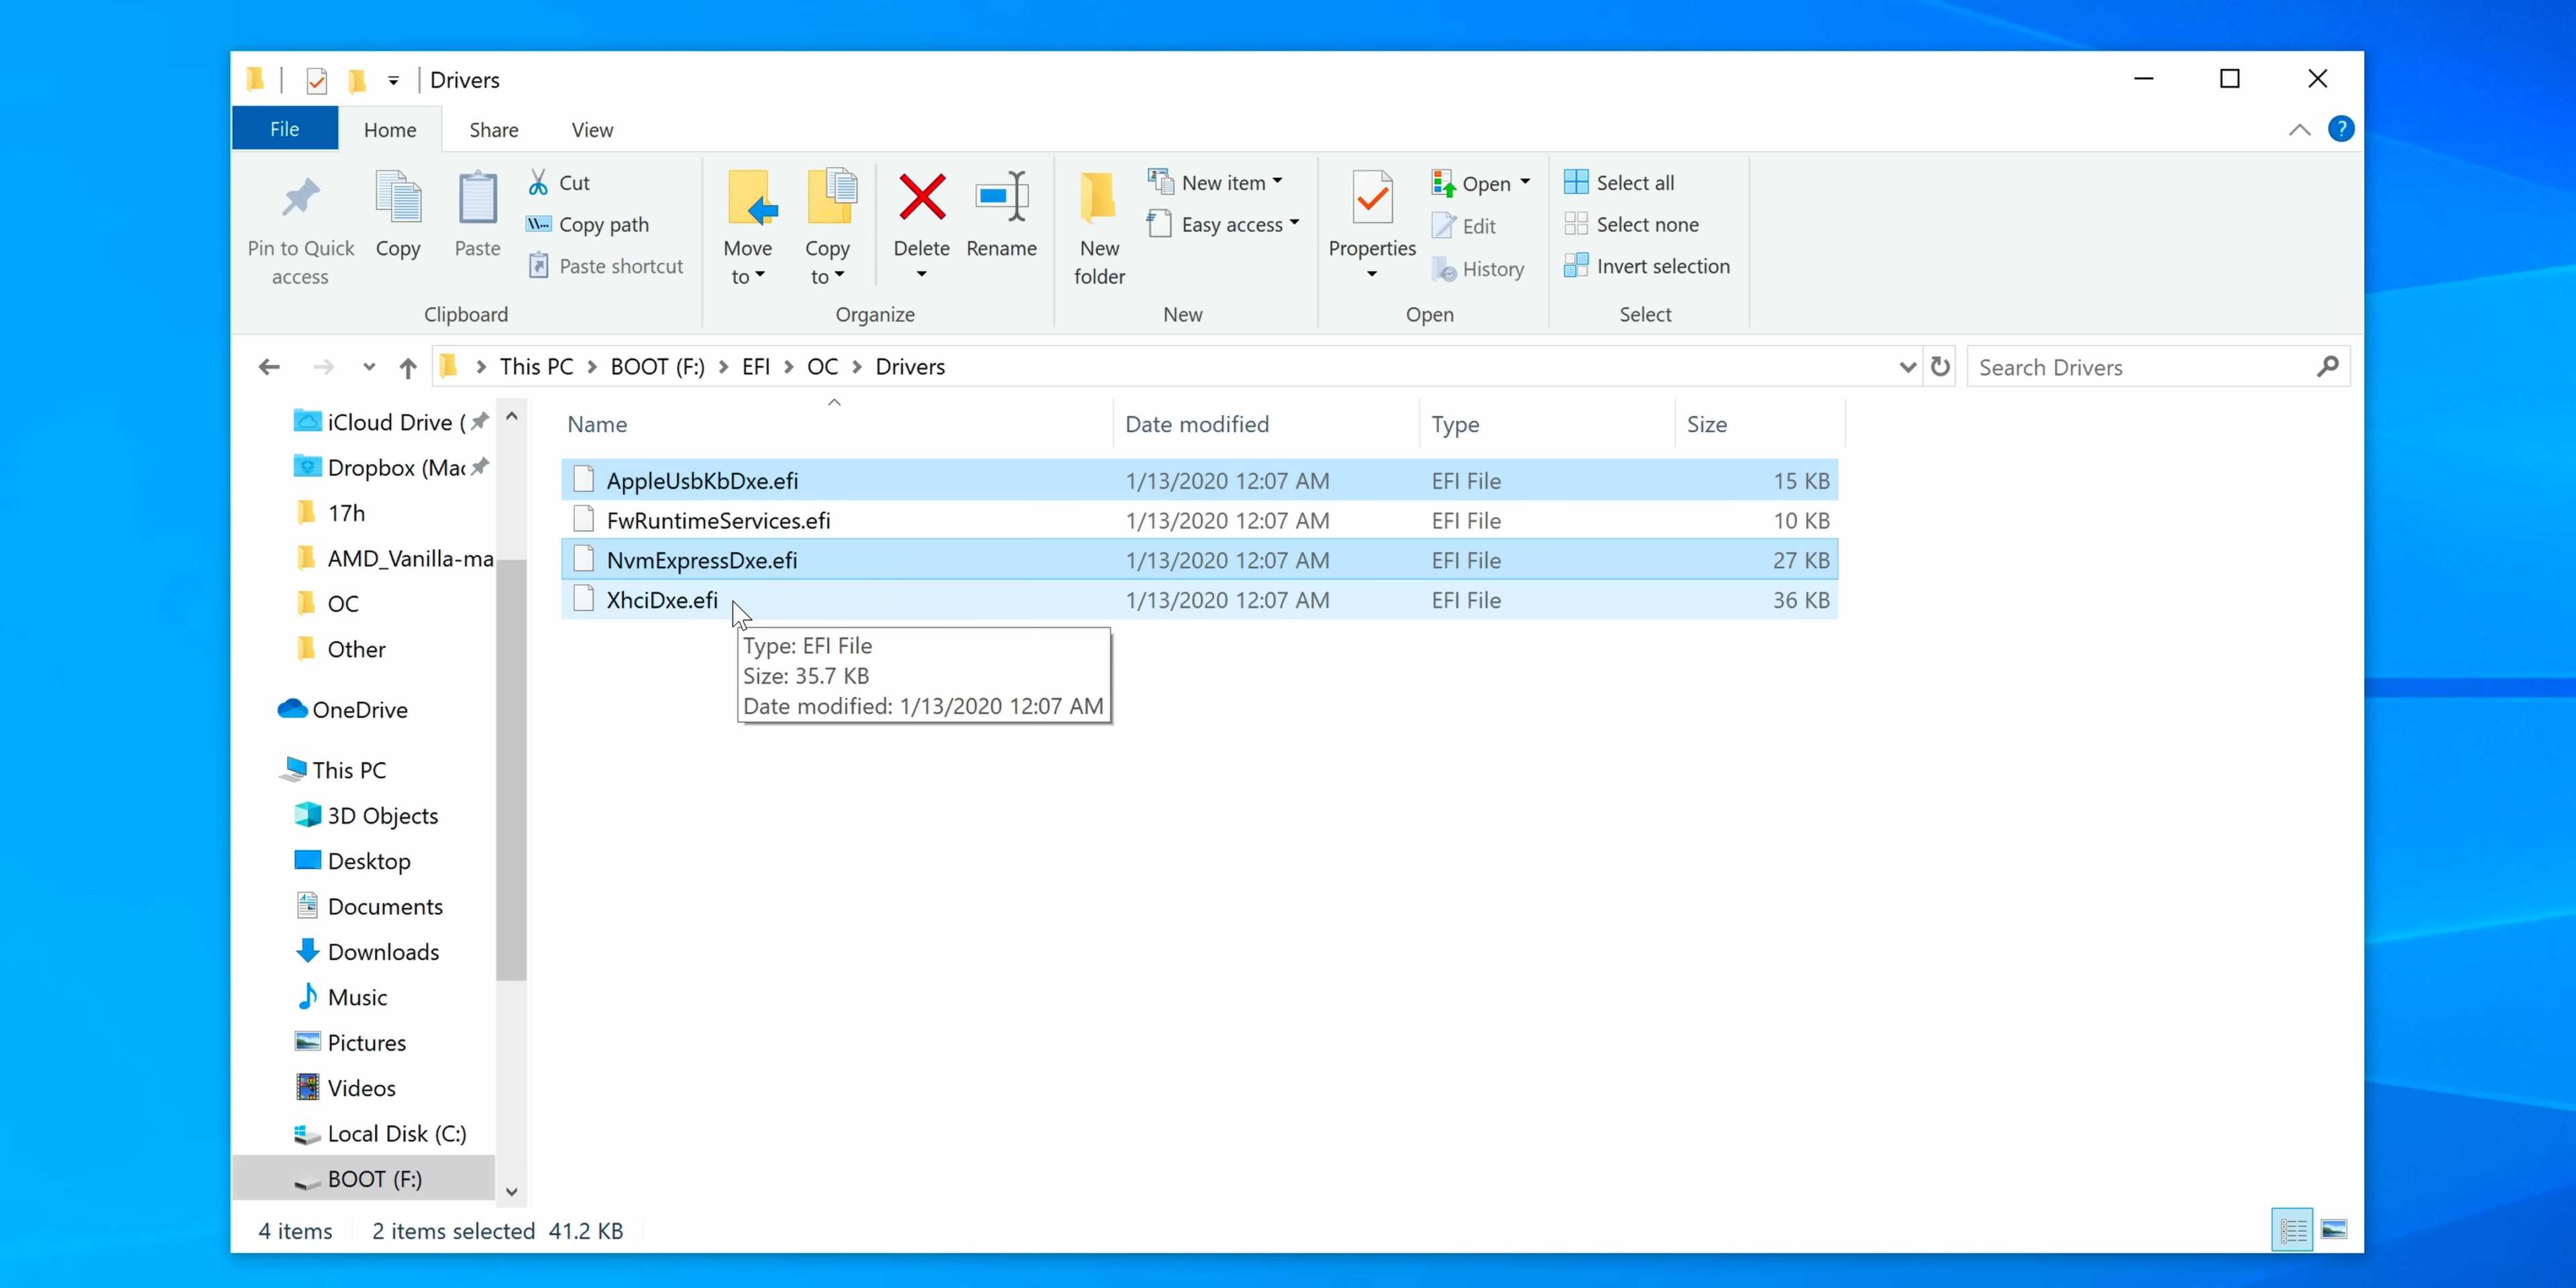 Drivers
File Home Share View
?
Pin to Quick access
Copy
Paste
Cut
Copy path
Paste shortcut
Clipboard
Move to
Copy to
Delete
Rename
Organize
New folder
New item
Easy access
New
Properties
Open
Edit
History
Open
Select all
Select none
Invert selection
Select
This PC BOOT (F:) EFI OC Drivers
Search Drivers
iCloud Drive (
Dropbox (Mac
17h
AMD_Vanilla-ma
OC
Other
OneDrive
This PC
3D Objects
Desktop
Documents
Downloads
Music
Pictures
Videos
Local Disk (C:)
BOOT (F:)
Name Date modified Type Size
AppleUsbKbDxe.efi 1/13/2020 12:07 AM EFI File 15 KB
FwRuntimeServices.efi 1/13/2020 12:07 AM EFI File 10 KB
NvmExpressDxe.efi 1/13/2020 12:07 AM EFI File 27 KB
XhciDxe.efi 1/13/2020 12:07 AM EFI File 36 KB
Type: EFI File
Size: 35.7 KB
Date modified: 1/13/2020 12:07 AM
4 items 2 items selected 41.2 KB